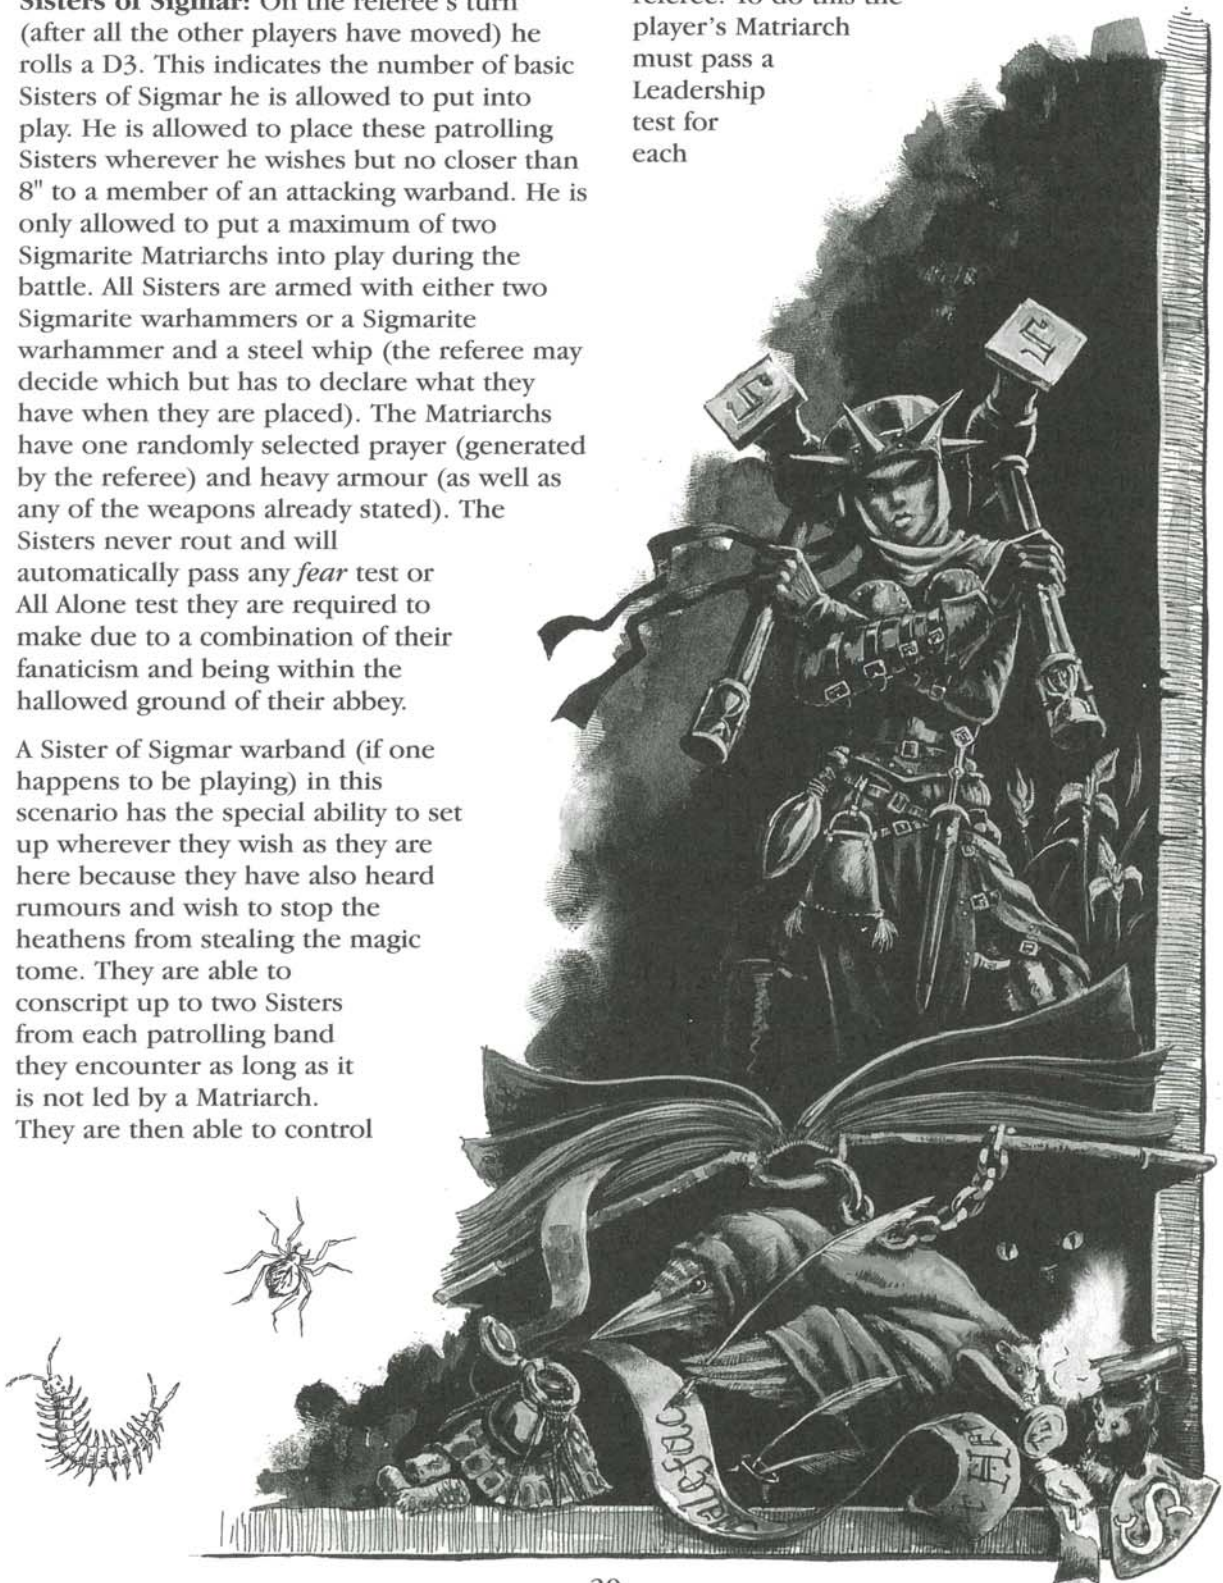 Sisters of Sigmar: On the referee's turn
(after all the other players have moved) he
rolls a D3. This indicates the number of basic
Sisters of Sigmar he is allowed to put into
play. He is allowed to place these patrolling
Sisters wherever he wishes but no closer than
8" to a member of an attacking warband. He is
only allowed to put a maximum of two
Sigmarite Matriarchs into play during the
battle. All Sisters are armed with either two
Sigmarite warhammers or a Sigmarite
warhammer and a steel whip (the referee may
decide which but has to declare what they
have when they are placed). The Matriarchs
have one randomly selected prayer (generated
by the referee) and heavy armour (as well as
any of the weapons already stated). The
Sisters never rout and will
automatically pass any fear test or
All Alone test they are required to
make due to a combination of their
fanaticism and being within the
hallowed ground of their abbey.
A Sister of Sigmar warband (if one
happens to be playing) in this
scenario has the special ability to set
up wherever they wish as they are
here because they have also heard
rumours and wish to stop the
heathens from stealing the magic
tome. They are able to
conscript up to two Sisters
from each patrolling band
they encounter as long as it
is not led by a Matriarch.
They are then able to control
referee. To do this the
player's Matriarch
must pass a
Leadership
test for
each